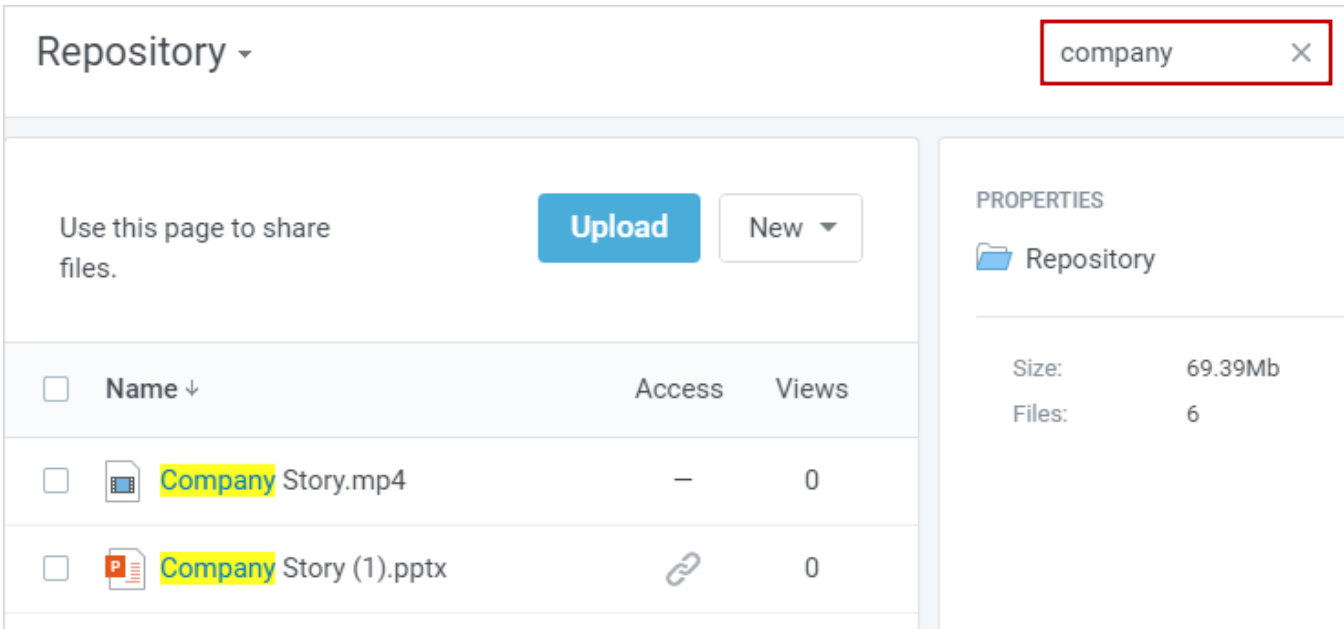 Repository
company
Use this page to share
files.
Upload
New
PROPERTIES
Repository
Size: 69.39Mb
Files: 6
Name Access Views
Company Story.mp4 — 0
P Company Story (1).pptx 0